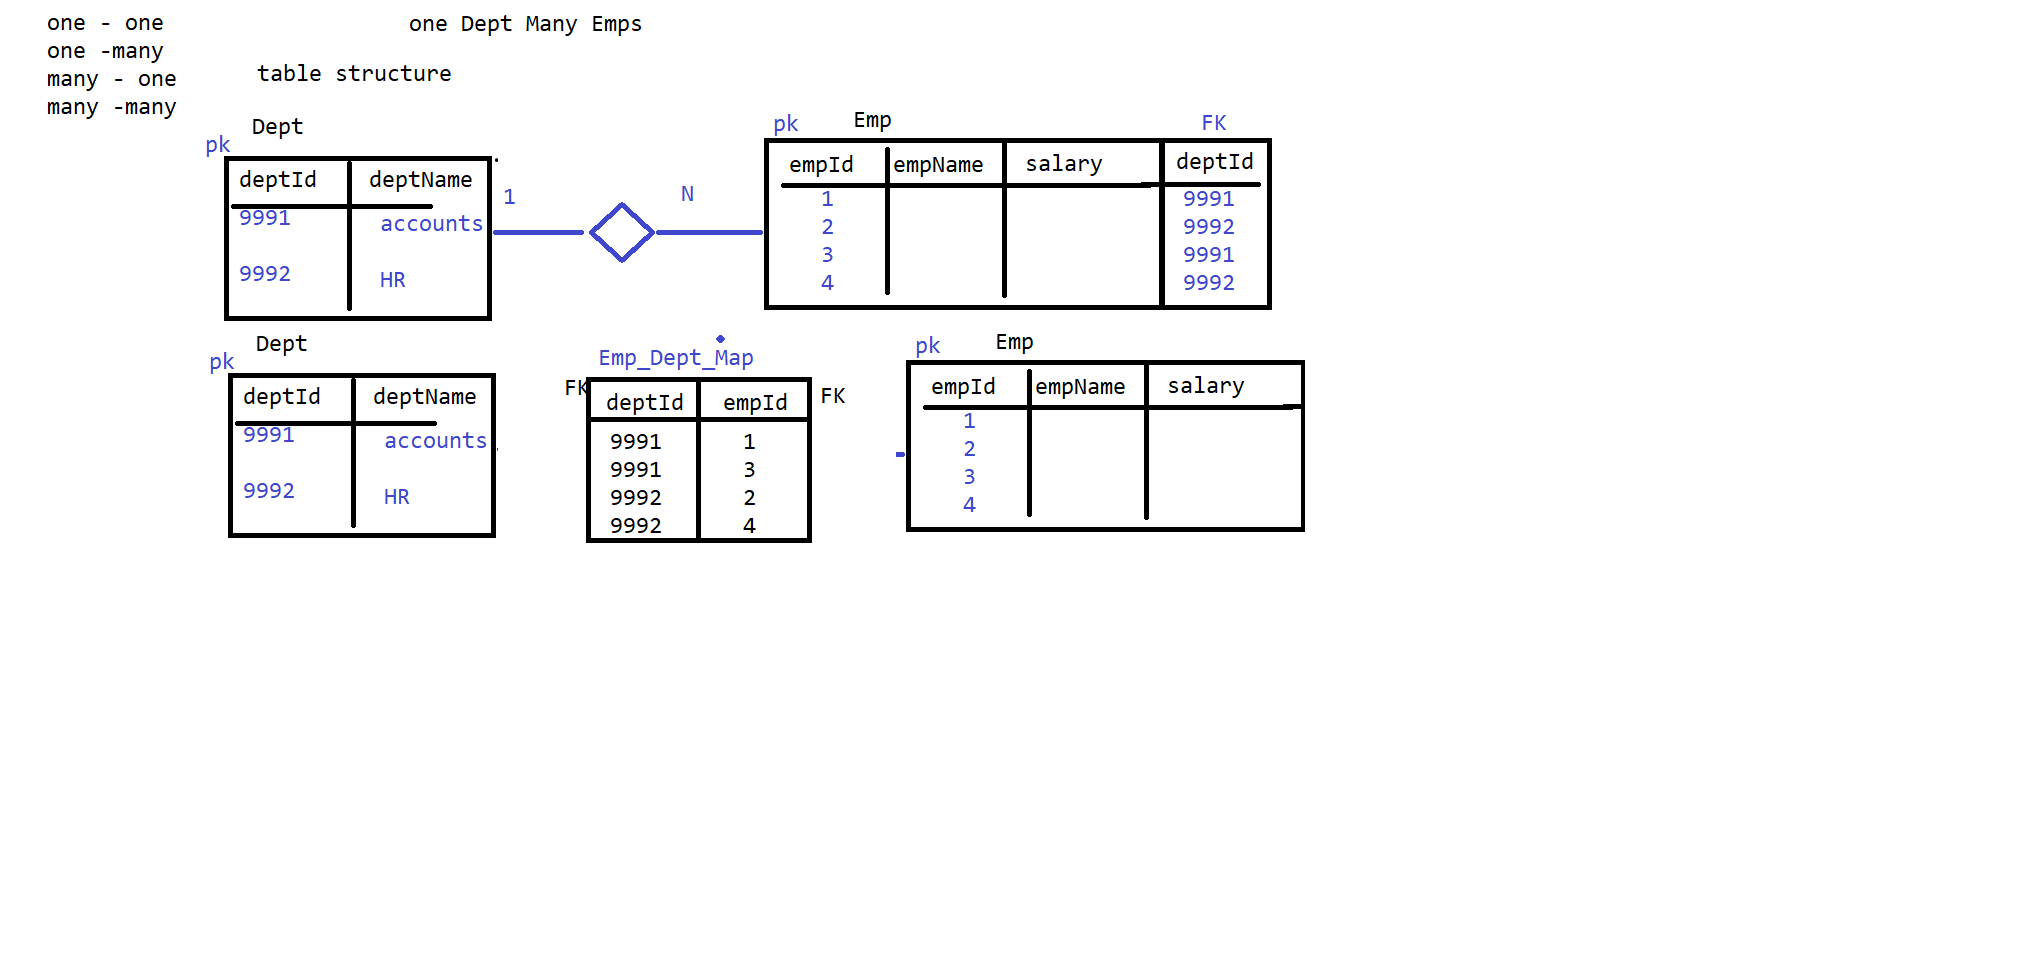 one - one
one -many
many - one
many -many
one Dept Many Emps
table structure
Dept
pk
deptId deptName
9991 accounts
9992 HR
1
N
pk Emp FK
empId empName salary deptId
1 9991
2 9992
3 9991
4 9992
Dept
pk
deptId deptName
9991 accounts
9992 HR
Emp_Dept_Map
FK FK
deptId empId
9991 1
9991 3
9992 2
9992 4
pk Emp
empId empName salary
1
2
3
4